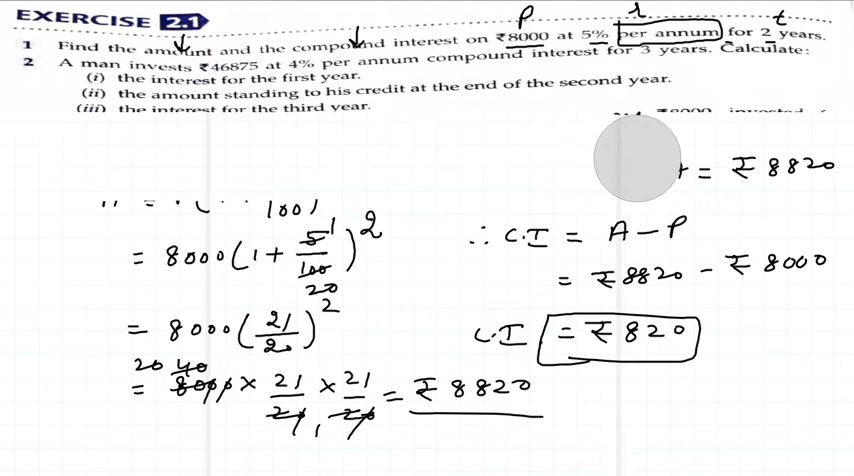 EXERCISE 2.1
P r t
1 Find the amount and the compound interest on ₹8000 at 5% per annum for 2 years.
2 A man invests ₹46875 at 4% per annum compound interest for 3 years. Calculate:
(i) the interest for the first year.
(ii) the amount standing to his credit at the end of the second year.
(iii) the interest for the third year.
= 8000 (1 + 5/100)^2
1
20
= 8000 (21/20)^2
20 40
= 8000 × 21/20 × 21/20 = ₹ 8820
1
= ₹ 8820
∴ C.I = A − P
= ₹ 8820 − ₹ 8000
C.I = ₹ 820